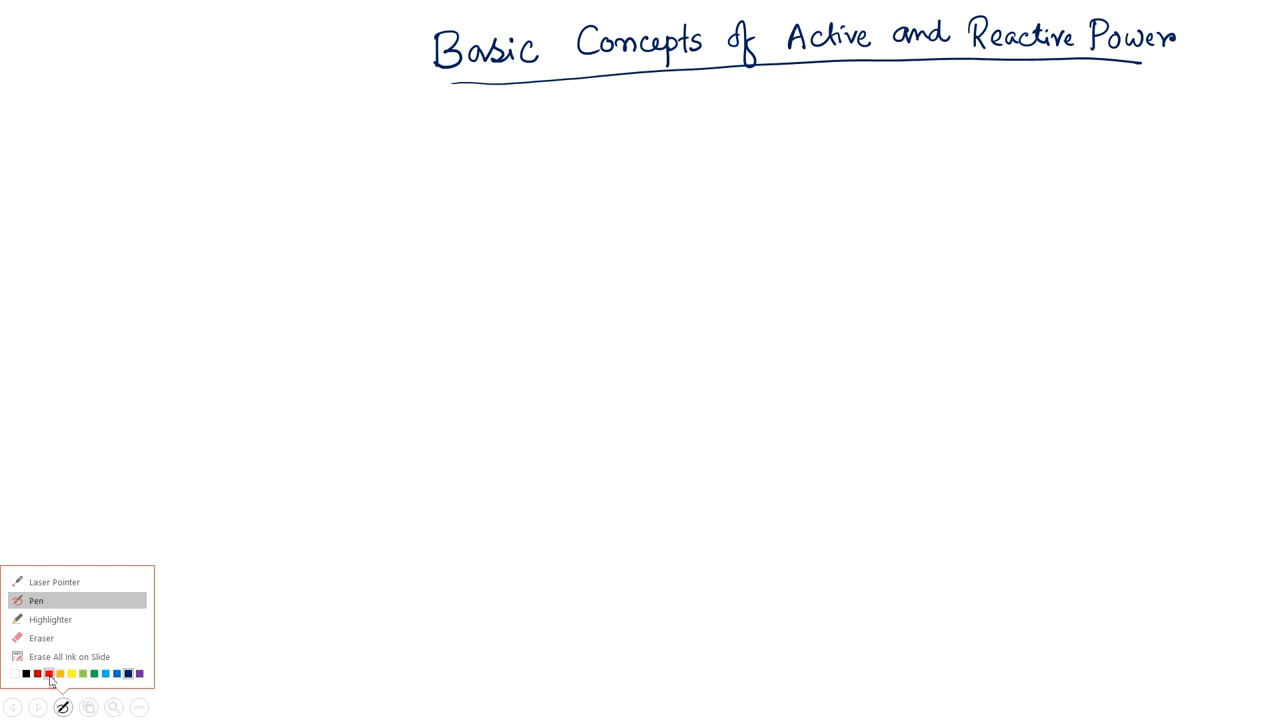 Basic Concepts of Active and Reactive Power
Laser Pointer
Pen
Highlighter
Eraser
Erase All Ink on Slide